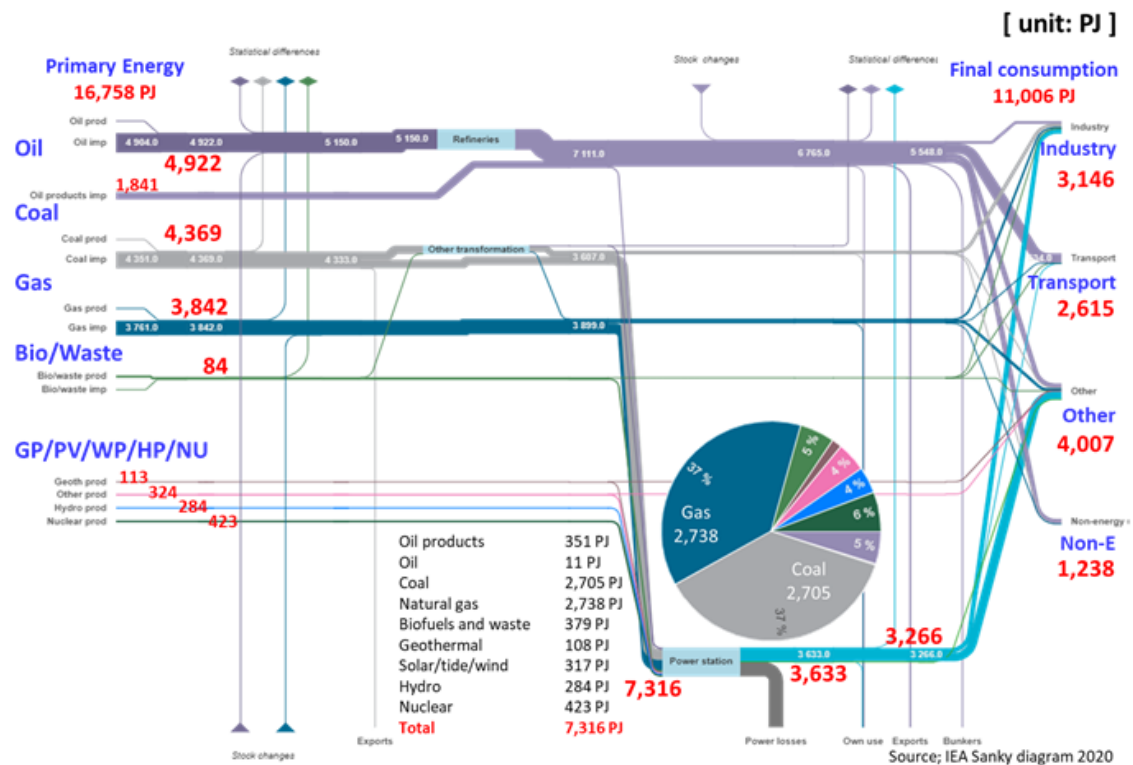 [ unit: PJ ]
Statistical differences
Stock changes
Statistical differences
Primary Energy
16,758 PJ
Final consumption
11,006 PJ
Oil prod
Industry
Oil
Oil imp
4 904.0
4 922.0
5 150.0
5 150.0
Refineries
7 111.0
6 765.0
5 548.0
Industry
4,922
3,146
1,841
Oil products imp
Coal
Coal prod
4,369
Other transformation
Coal imp
4 351.0
4 369.0
4 333.0
3 607.0
Transport
Gas
Transport
Gas prod
3,842
2,615
Gas imp
3 761.0
3 842.0
3 899.0
Bio/Waste
84
Bio/waste prod
Bio/waste imp
Other
Other
4,007
GP/PV/WP/HP/NU
Geoth prod
113
Other prod
324
Hydro prod
284
Nuclear prod
423
Non-energy
Non-E
1,238
5 %
4 %
4 %
6 %
5 %
37 %
Gas
2,738
Coal
2,705
37 %
Oil products 351 PJ
Oil 11 PJ
Coal 2,705 PJ
Natural gas 2,738 PJ
Biofuels and waste 379 PJ
Geothermal 108 PJ
Solar/tide/wind 317 PJ
Hydro 284 PJ
Nuclear 423 PJ
Total 7,316 PJ
7,316
Power station
3 633.0
3 266.0
3,266
3,633
Stock changes
Exports
Power losses
Own use
Exports
Bunkers
Source; IEA Sanky diagram 2020